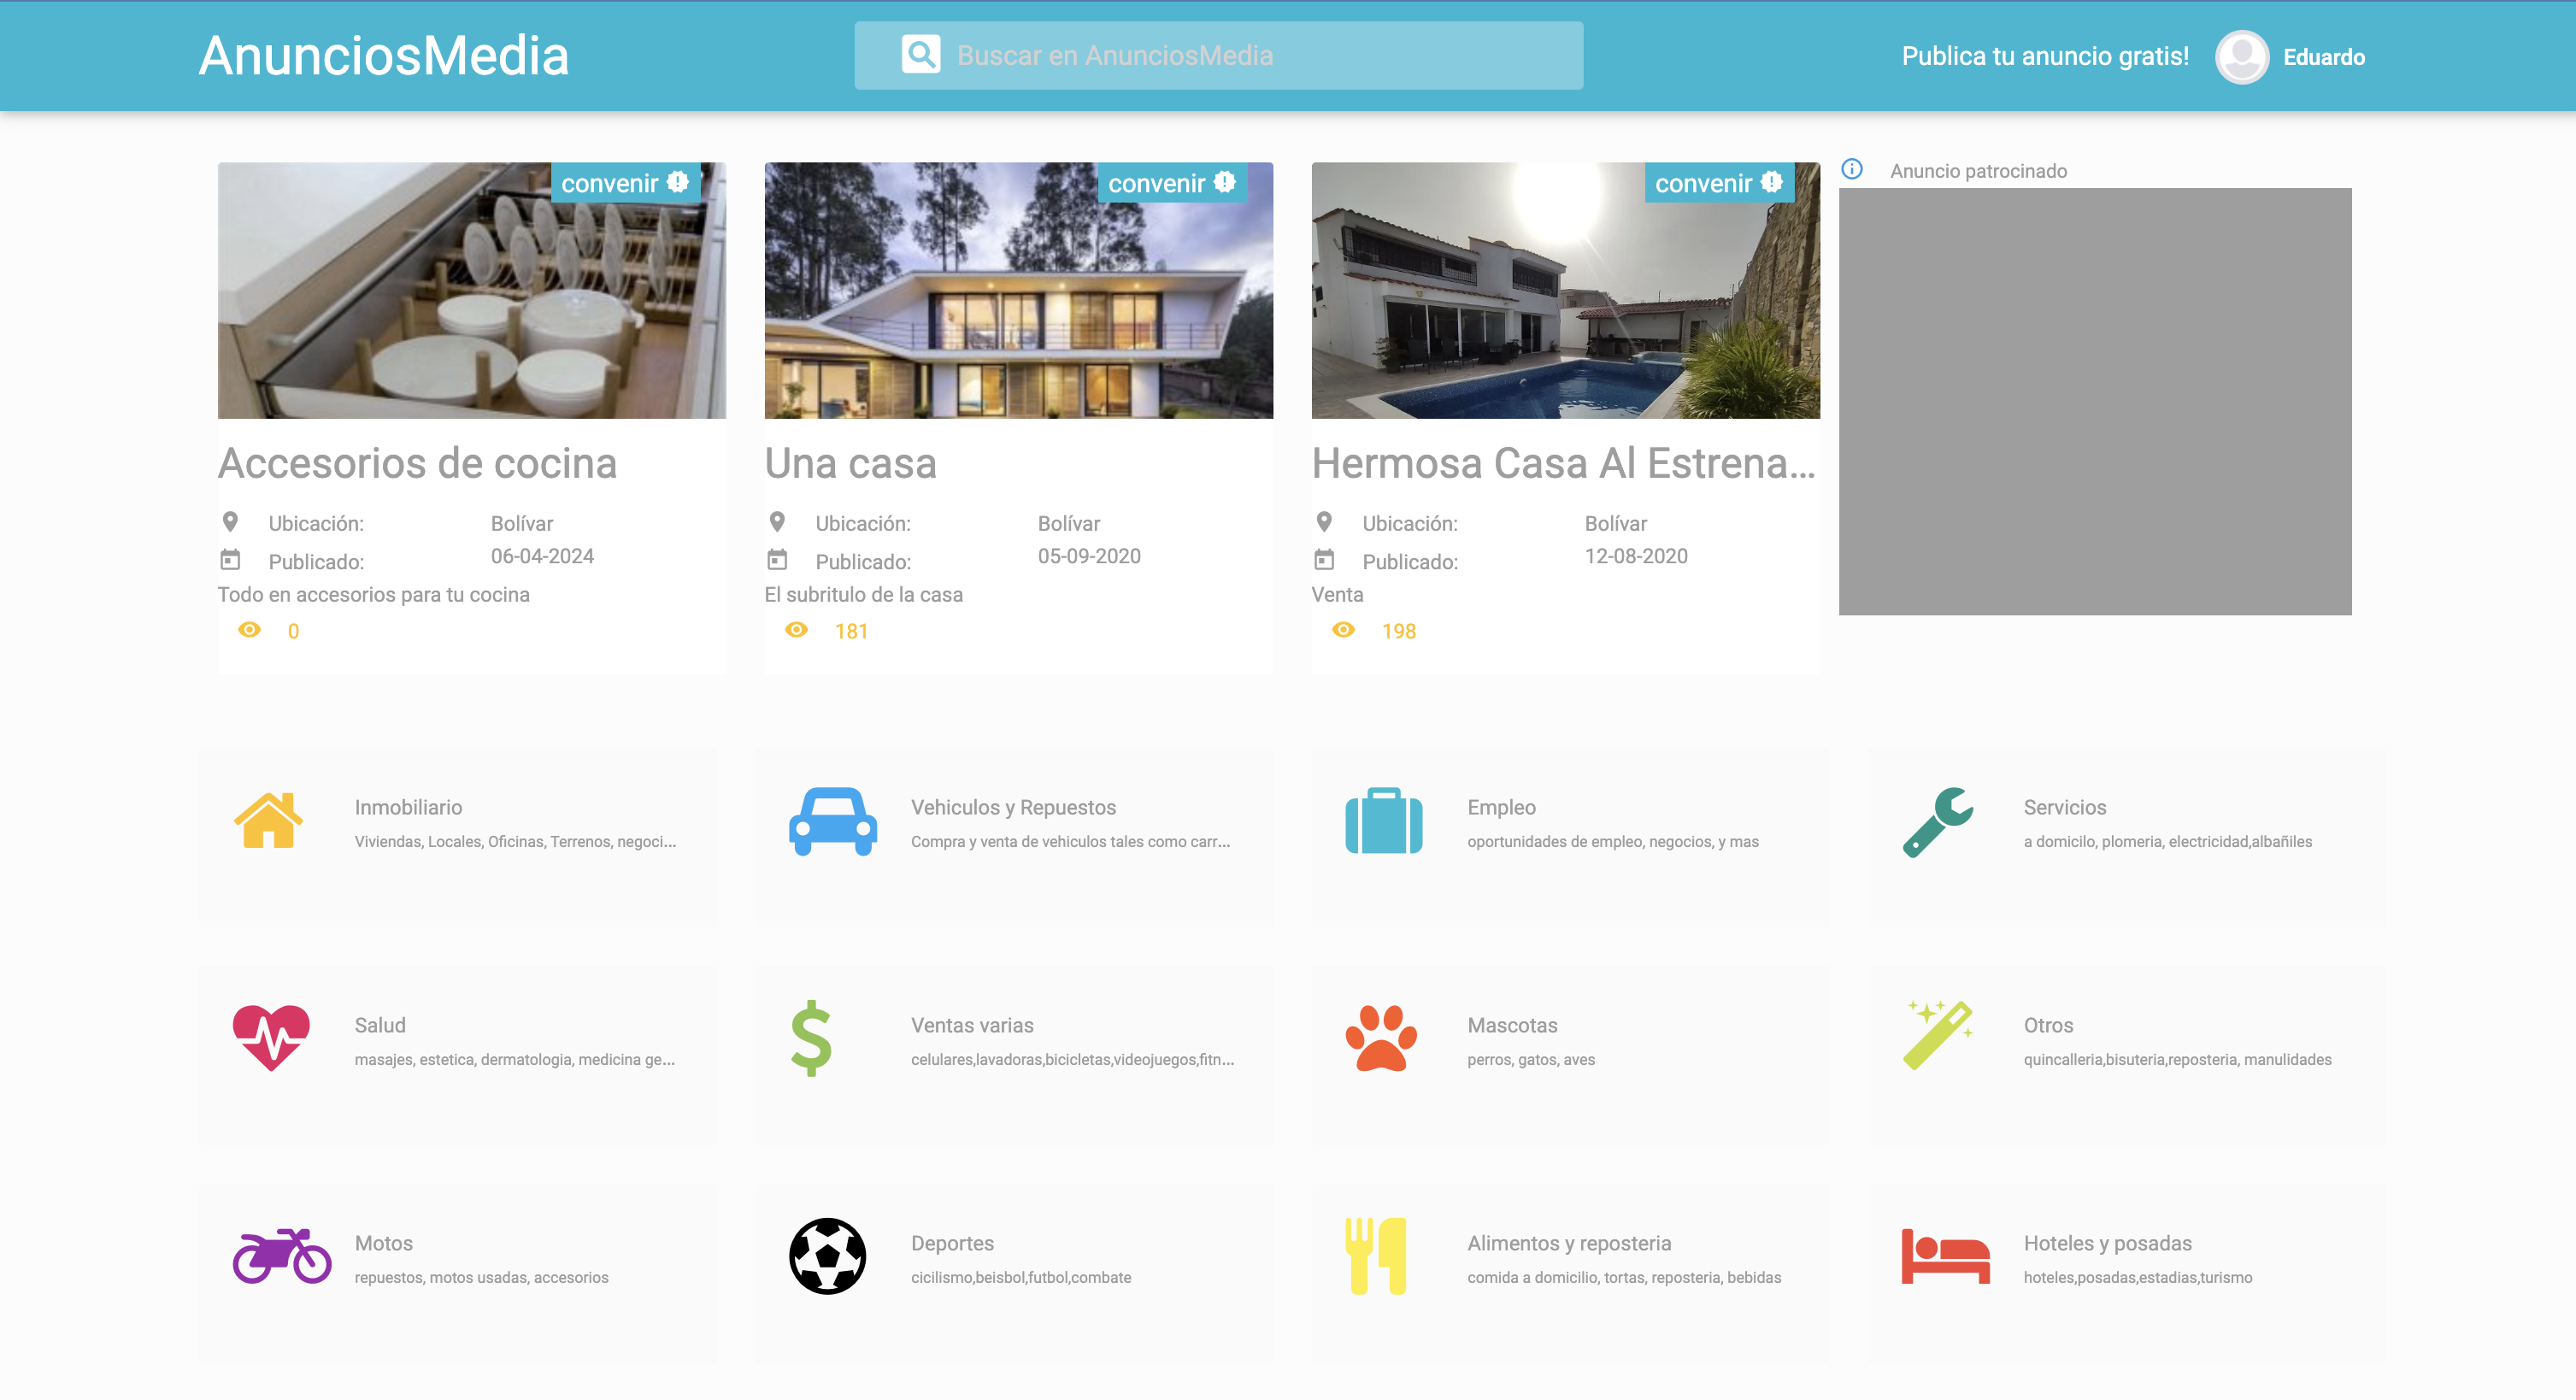 AnunciosMedia
Buscar en AnunciosMedia
Publica tu anuncio gratis!
Eduardo
convenir
convenir
convenir
Anuncio patrocinado
Accesorios de cocina
Ubicación: Bolívar
Publicado: 06-04-2024
Todo en accesorios para tu cocina
0
Una casa
Ubicación: Bolívar
Publicado: 05-09-2020
El subritulo de la casa
181
Hermosa Casa Al Estrena...
Ubicación: Bolívar
Publicado: 12-08-2020
Venta
198
Inmobiliario
Viviendas, Locales, Oficinas, Terrenos, negoci...
Vehiculos y Repuestos
Compra y venta de vehiculos tales como carr...
Empleo
oportunidades de empleo, negocios, y mas
Servicios
a domicilo, plomeria, electricidad,albañiles
Salud
masajes, estetica, dermatologia, medicina ge...
Ventas varias
celulares,lavadoras,bicicletas,videojuegos,fitn...
Mascotas
perros, gatos, aves
Otros
quincalleria,bisuteria,reposteria, manulidades
Motos
repuestos, motos usadas, accesorios
Deportes
cicilismo,beisbol,futbol,combate
Alimentos y reposteria
comida a domicilio, tortas, reposteria, bebidas
Hoteles y posadas
hoteles,posadas,estadias,turismo